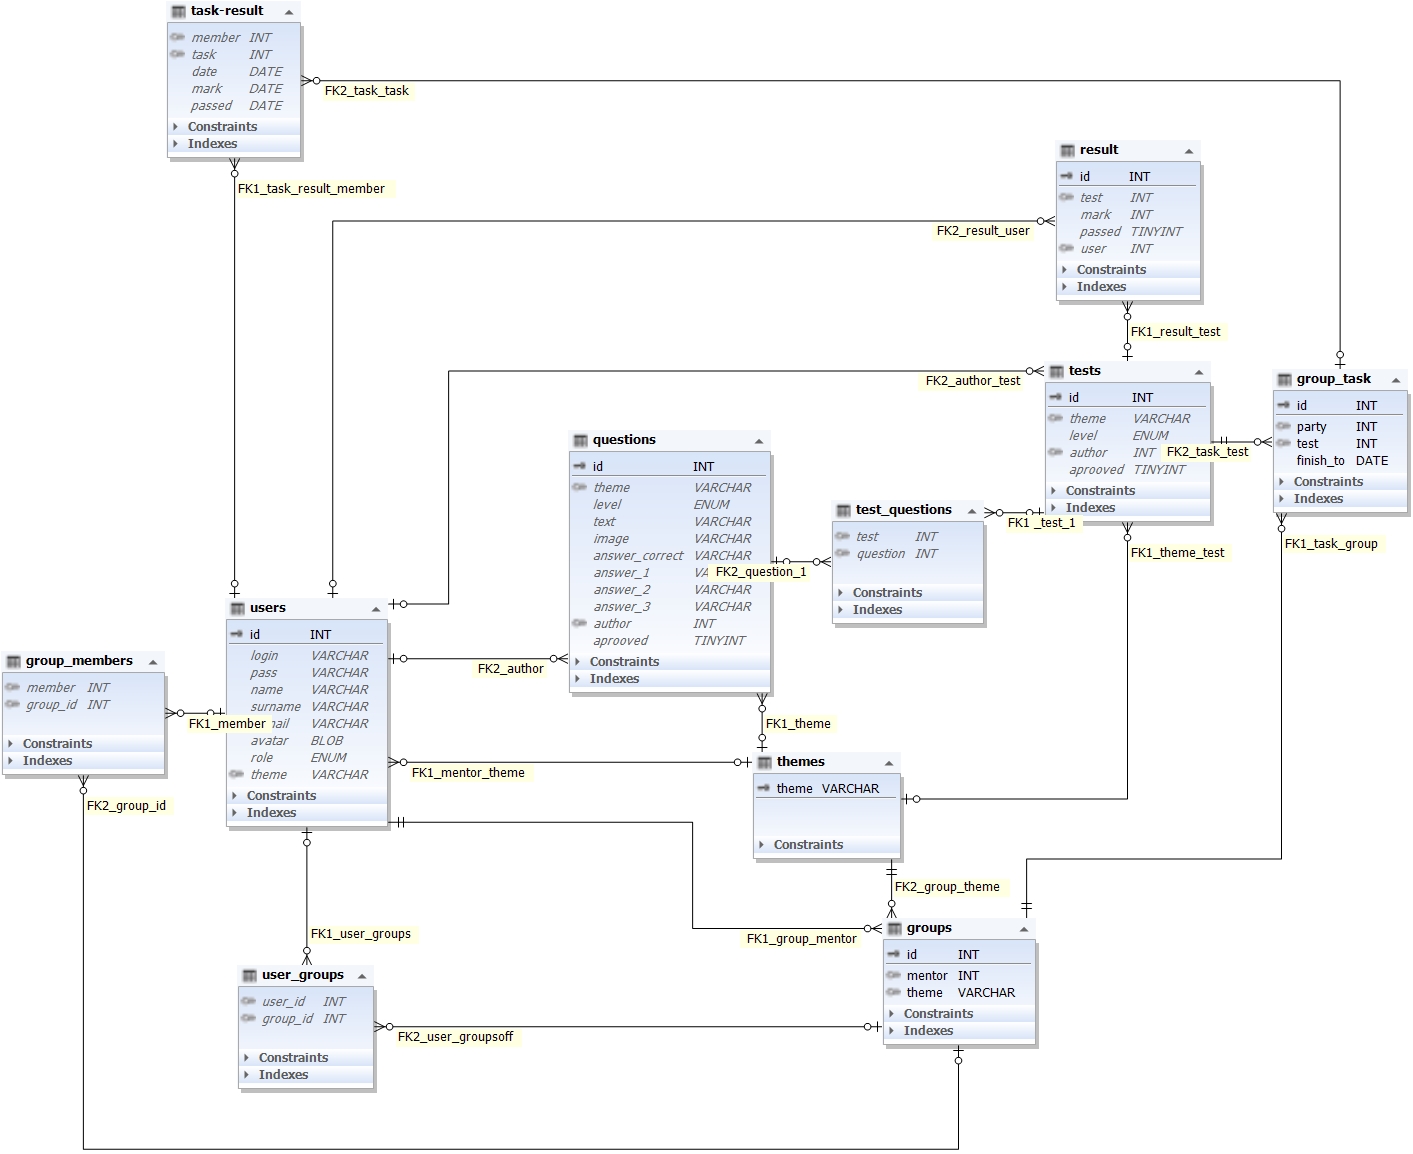 task-result
member INT
task INT
date DATE
mark DATE
passed DATE
Constraints
Indexes
FK2_task_task
FK1_task_result_member
result
id INT
test INT
mark INT
passed TINYINT
user INT
Constraints
Indexes
FK2_result_user
FK1_result_test
tests
id INT
theme VARCHAR
level ENUM
author INT
aprooved TINYINT
Constraints
Indexes
FK2_author_test
FK2_task_test
group_task
id INT
party INT
test INT
finish_to DATE
Constraints
Indexes
FK1_task_group
questions
id INT
theme VARCHAR
level ENUM
text VARCHAR
image VARCHAR
answer_correct VARCHAR
answer_1 VA
answer_2 VARCHAR
answer_3 VARCHAR
author INT
aprooved TINYINT
Constraints
Indexes
FK2_question_1
test_questions
test INT
question INT
Constraints
Indexes
FK1 _test_1
FK1_theme_test
users
id INT
login VARCHAR
pass VARCHAR
name VARCHAR
surname VARCHAR
nail VARCHAR
avatar BLOB
role ENUM
theme VARCHAR
Constraints
Indexes
FK2_author
FK1_theme
FK1_mentor_theme
group_members
member INT
group_id INT
Constraints
Indexes
FK1_member
FK2_group_id
themes
theme VARCHAR
Constraints
FK2_group_theme
FK1_user_groups
FK1_group_mentor
groups
id INT
mentor INT
theme VARCHAR
Constraints
Indexes
user_groups
user_id INT
group_id INT
Constraints
Indexes
FK2_user_groupsoff